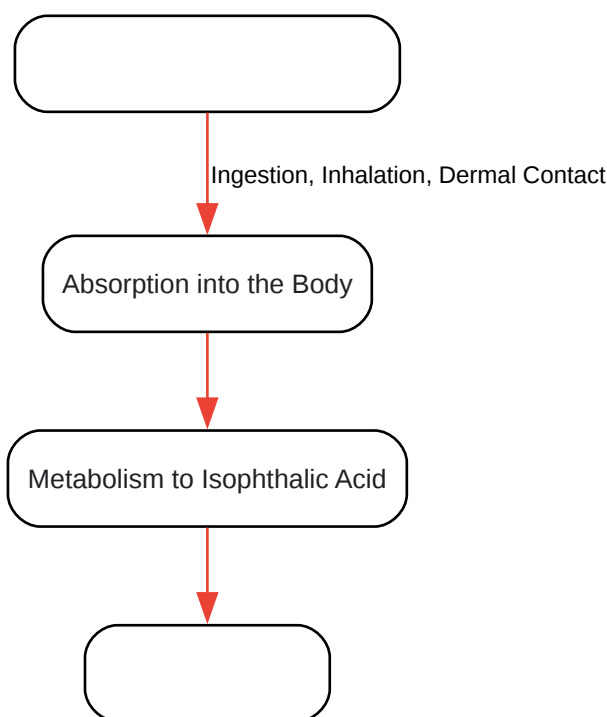 Ingestion, Inhalation, Dermal Contact
Absorption into the Body
Metabolism to Isophthalic Acid